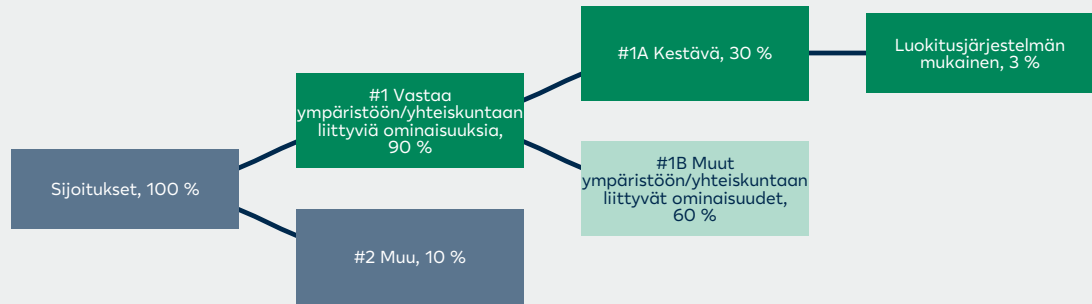 Sijoitukset, 100 %
#1 Vastaa
ympäristöön/yhteiskuntaan
liittyviä ominaisuuksia,
90 %
#2 Muu, 10 %
#1A Kestävä, 30 %
#1B Muut
ympäristöön/yhteiskuntaan
liittyvät ominaisuudet,
60 %
Luokitusjärjestelmän
mukainen, 3 %